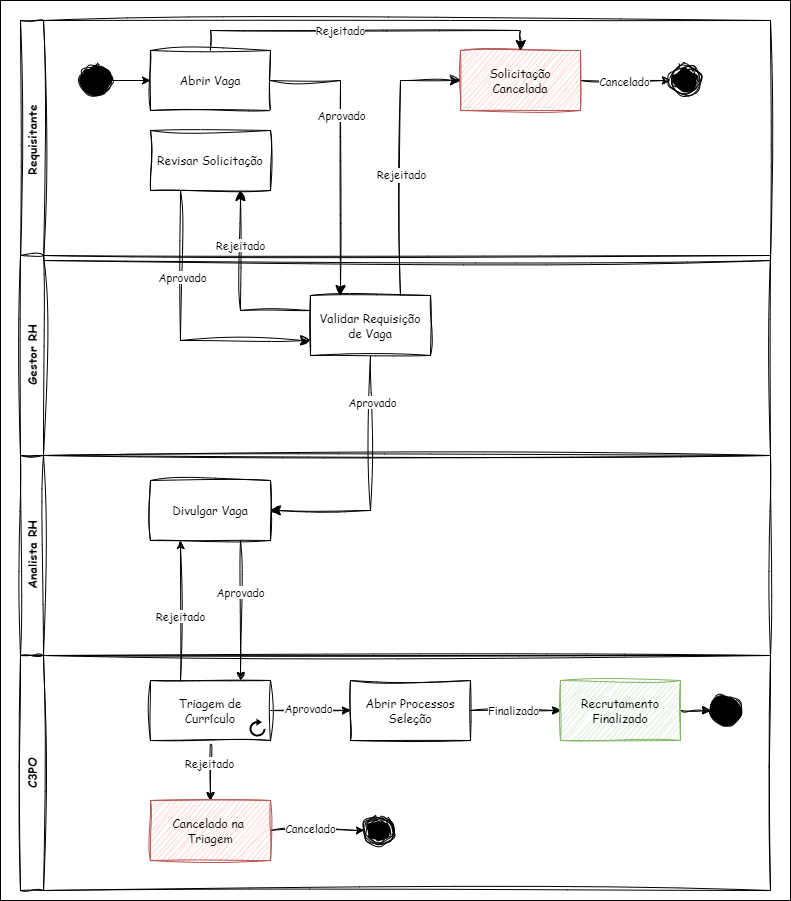 Requisitante
Rejeitado
Abrir Vaga
Solicitação
Cancelada
Cancelado
Aprovado
Revisar Solicitação
Rejeitado
Rejeitado
Aprovado
Gestor RH
Validar Requisição
de Vaga
Aprovado
Analista RH
Divulgar Vaga
Aprovado
Rejeitado
C3PO
Triagem de
Currículo
Aprovado
Abrir Processos
Seleção
Finalizado
Recrutamento
Finalizado
Rejeitado
Cancelado na
Triagem
Cancelado